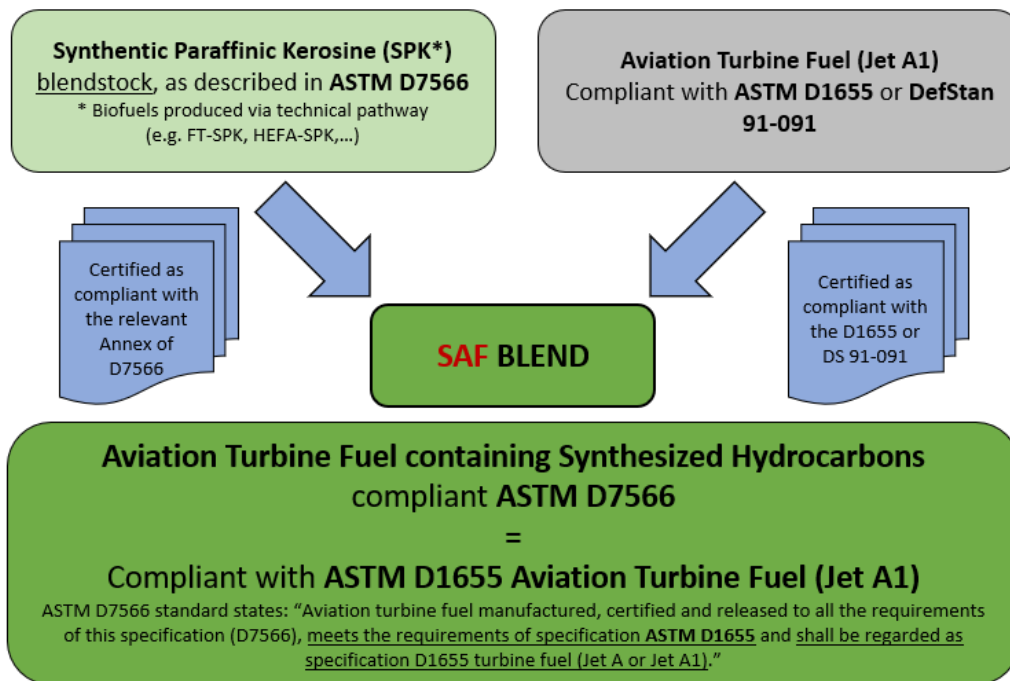 Synthentic Paraffinic Kerosine (SPK*)
blendstock, as described in ASTM D7566
* Biofuels produced via technical pathway
(e.g. FT-SPK, HEFA-SPK,…)
Aviation Turbine Fuel (Jet A1)
Compliant with ASTM D1655 or DefStan
91-091
Certified as
compliant with
the relevant
Annex of
D7566
Certified as
compliant with
the D1655 or
DS 91-091
SAF BLEND
Aviation Turbine Fuel containing Synthesized Hydrocarbons
compliant ASTM D7566
=
Compliant with ASTM D1655 Aviation Turbine Fuel (Jet A1)
ASTM D7566 standard states: “Aviation turbine fuel manufactured, certified and released to all the requirements
of this specification (D7566), meets the requirements of specification ASTM D1655 and shall be regarded as
specification D1655 turbine fuel (Jet A or Jet A1).”